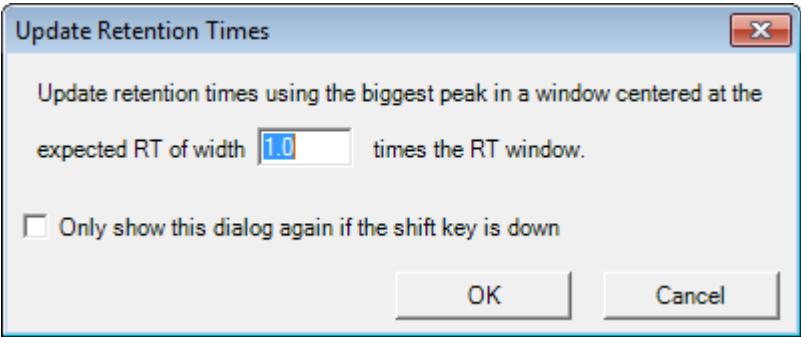 Update Retention Times
Update retention times using the biggest peak in a window centered at the
expected RT of width 1.0 times the RT window.
Only show this dialog again if the shift key is down
OK Cancel